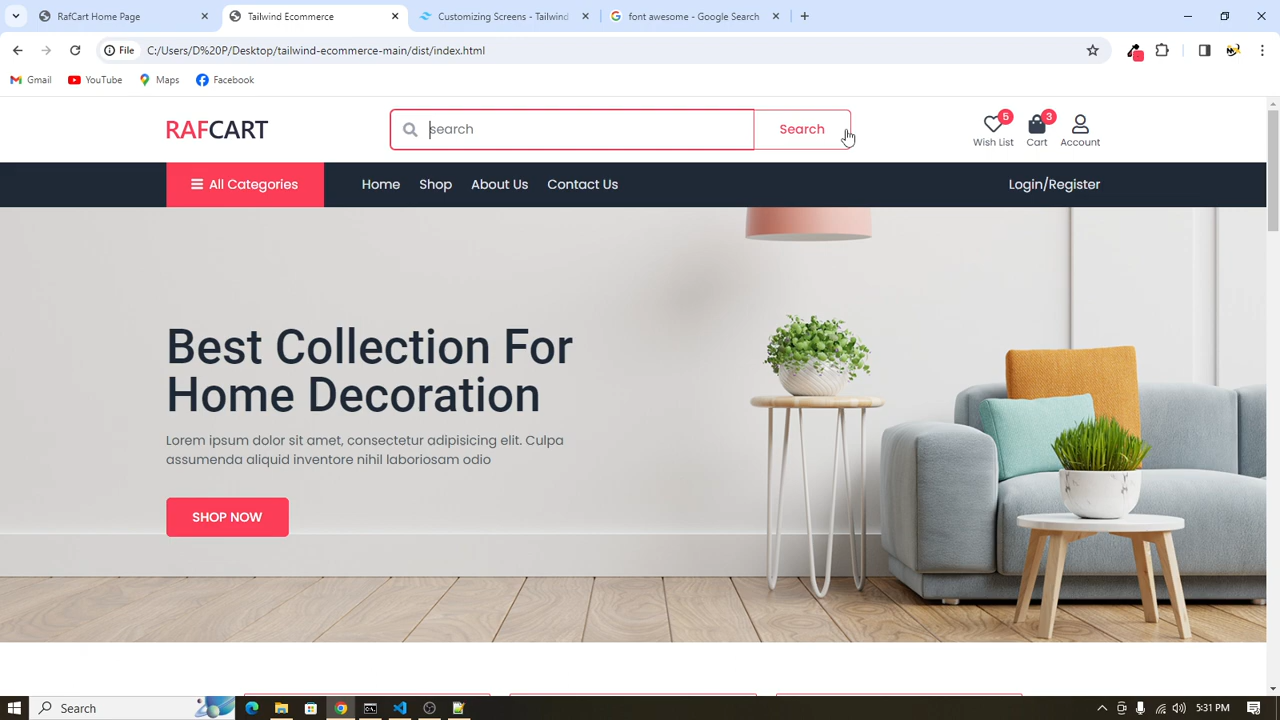 RafCart Home Page
Tailwind Ecommerce
Customizing Screens - Tailwind
font awesome - Google Search
File
C:/Users/D%20P/Desktop/tailwind-ecommerce-main/dist/index.html
Gmail
YouTube
Maps
Facebook
RAFCART
search
Search
5
Wish List
3
Cart
Account
All Categories
Home
Shop
About Us
Contact Us
Login/Register
Best Collection For
Home Decoration
Lorem ipsum dolor sit amet, consectetur adipisicing elit. Culpa
assumenda aliquid inventore nihil laboriosam odio
SHOP NOW
Search
5:31 PM